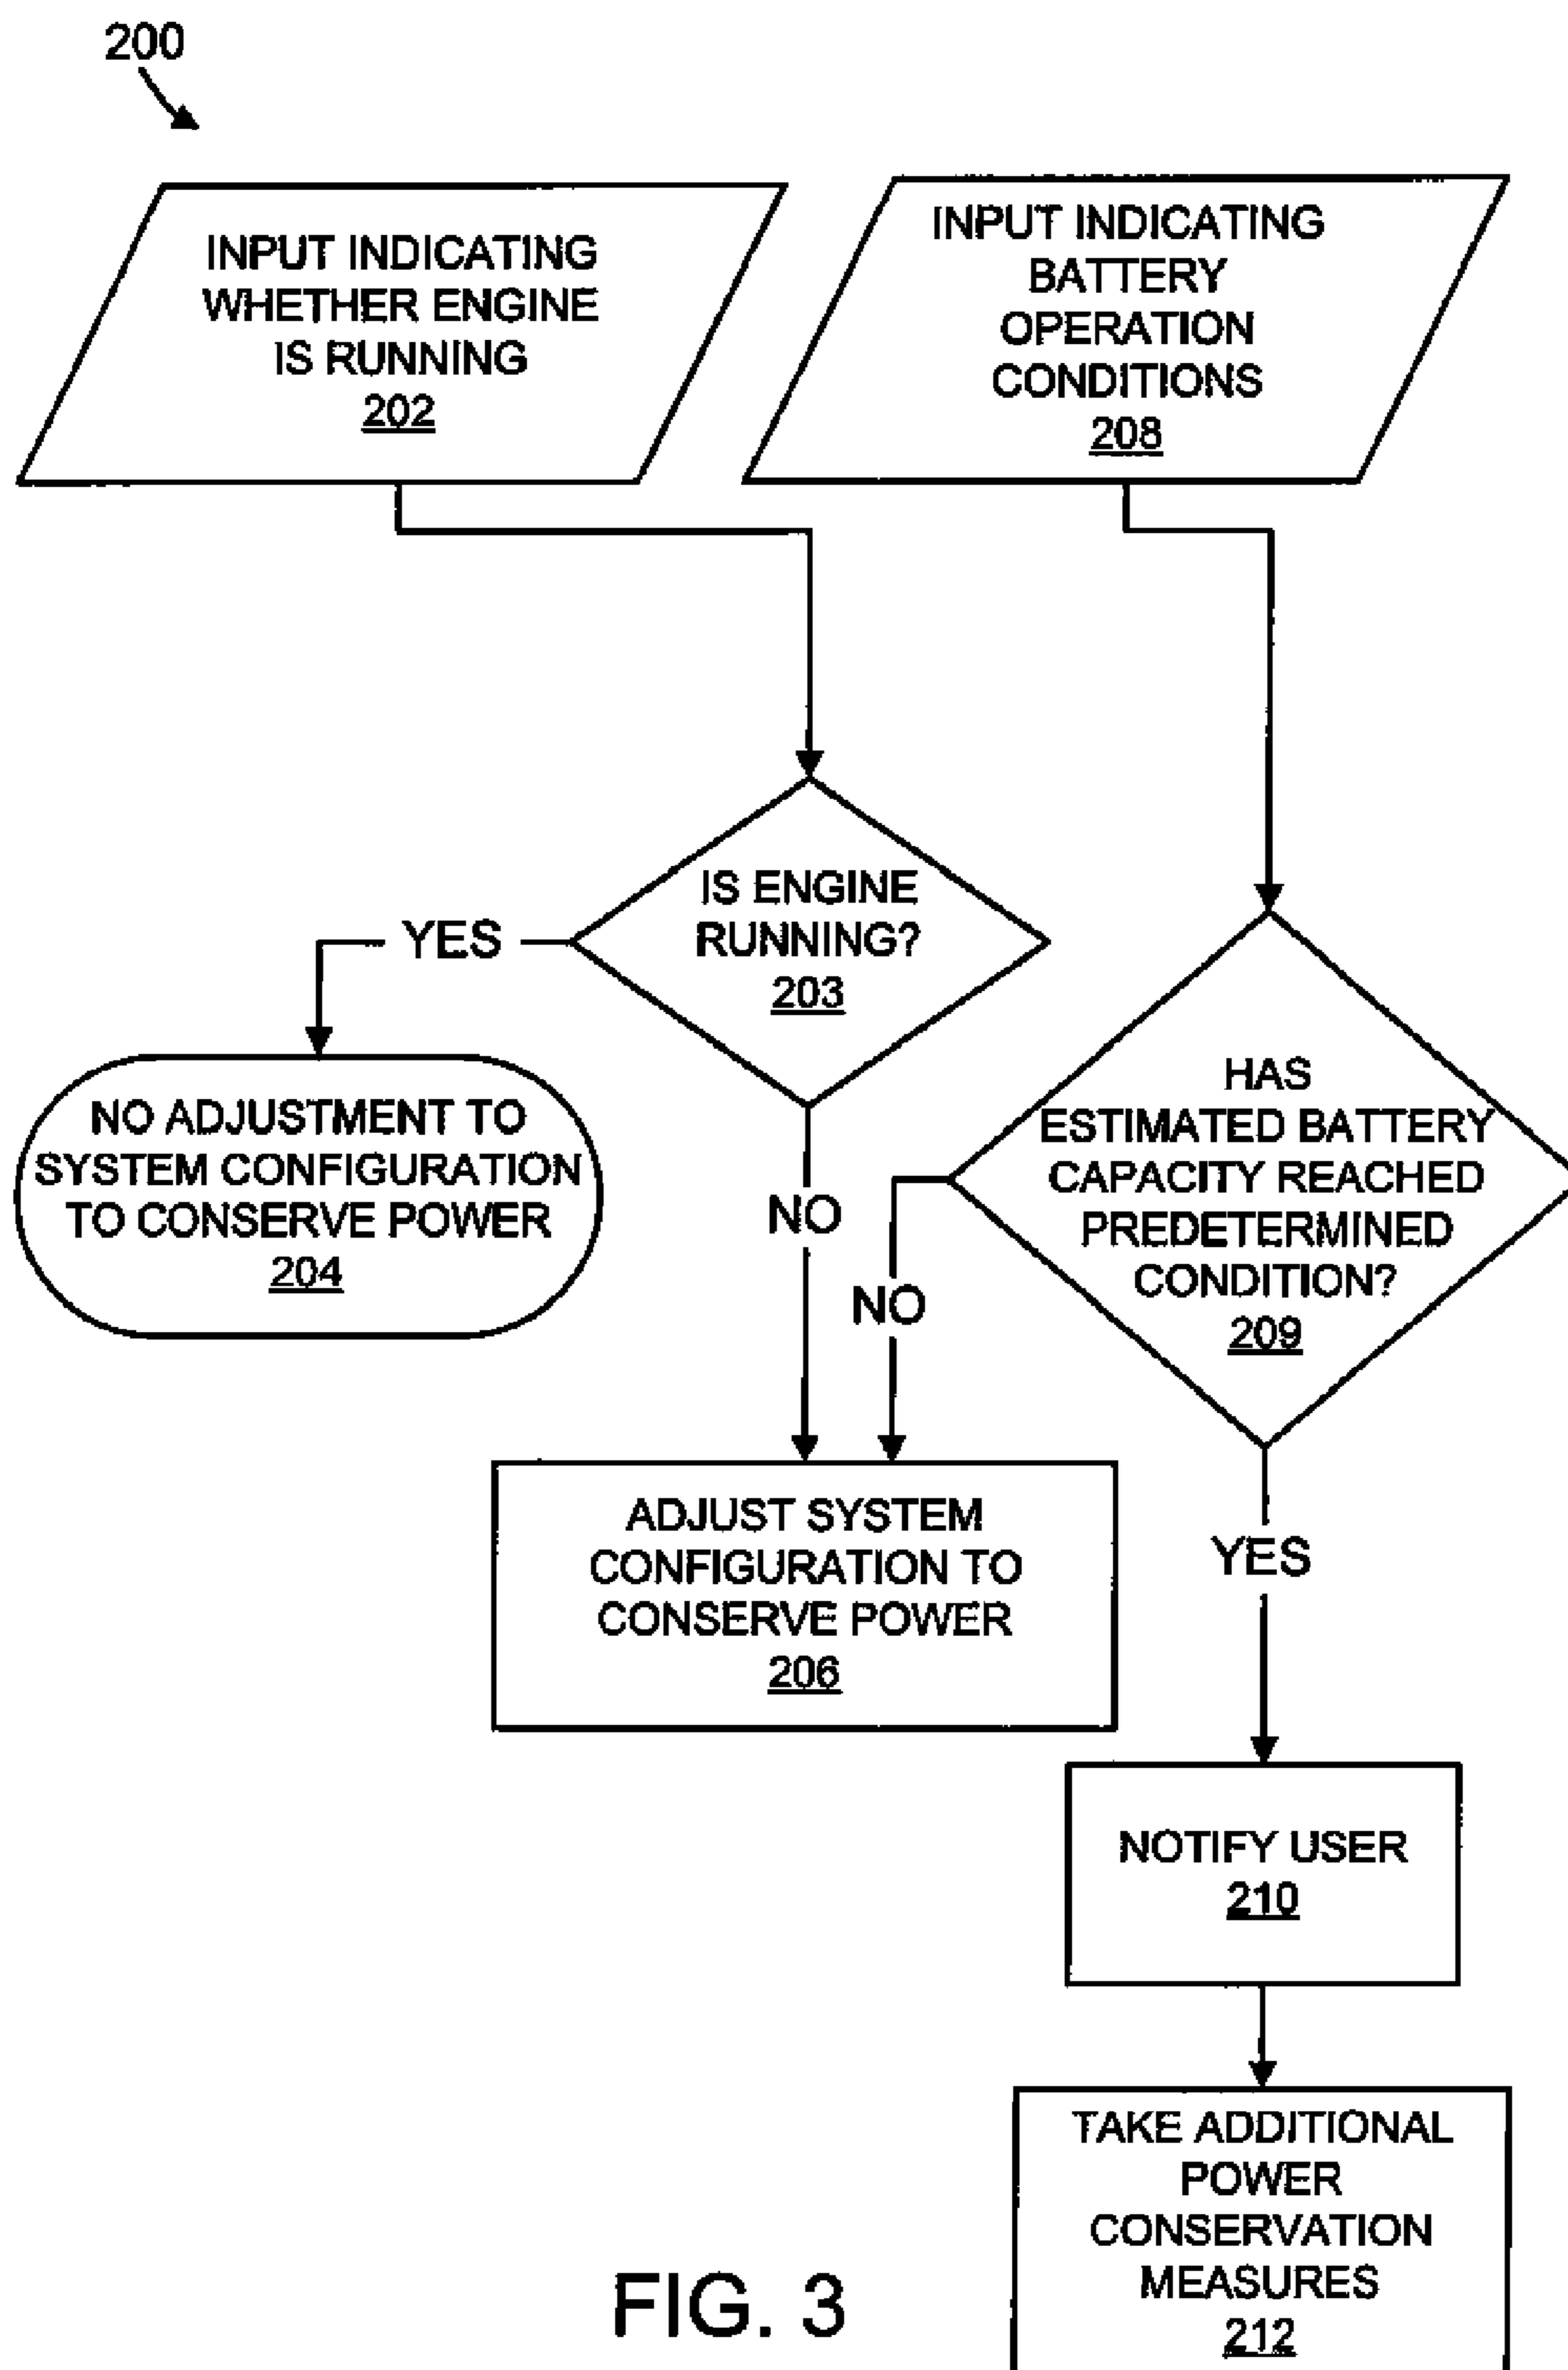 200
INPUT INDICATING
WHETHER ENGINE
IS RUNNING
202
INPUT INDICATING
BATTERY
OPERATION
CONDITIONS
208
IS ENGINE
RUNNING?
203
YES
NO ADJUSTMENT TO
SYSTEM CONFIGURATION
TO CONSERVE POWER
204
NO
HAS
ESTIMATED BATTERY
CAPACITY REACHED
PREDETERMINED
CONDITION?
209
NO
ADJUST SYSTEM
CONFIGURATION TO
CONSERVE POWER
206
YES
NOTIFY USER
210
TAKE ADDITIONAL
POWER
CONSERVATION
MEASURES
212
FIG. 3